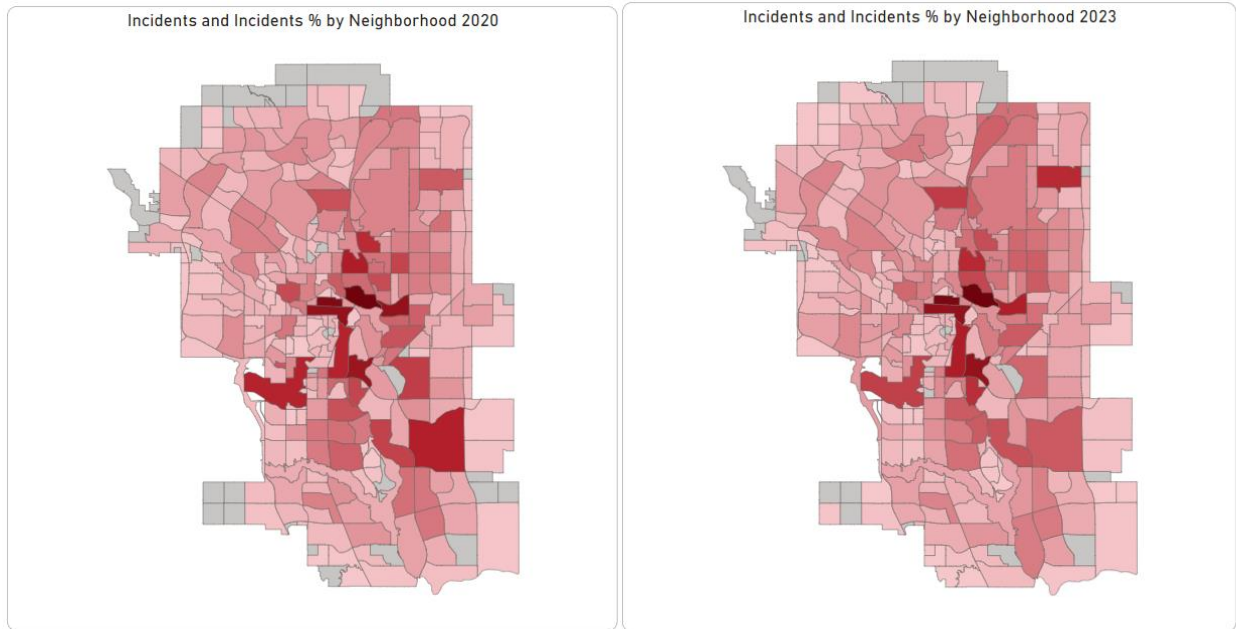 Incidents and Incidents % by Neighborhood 2020
Incidents and Incidents % by Neighborhood 2023